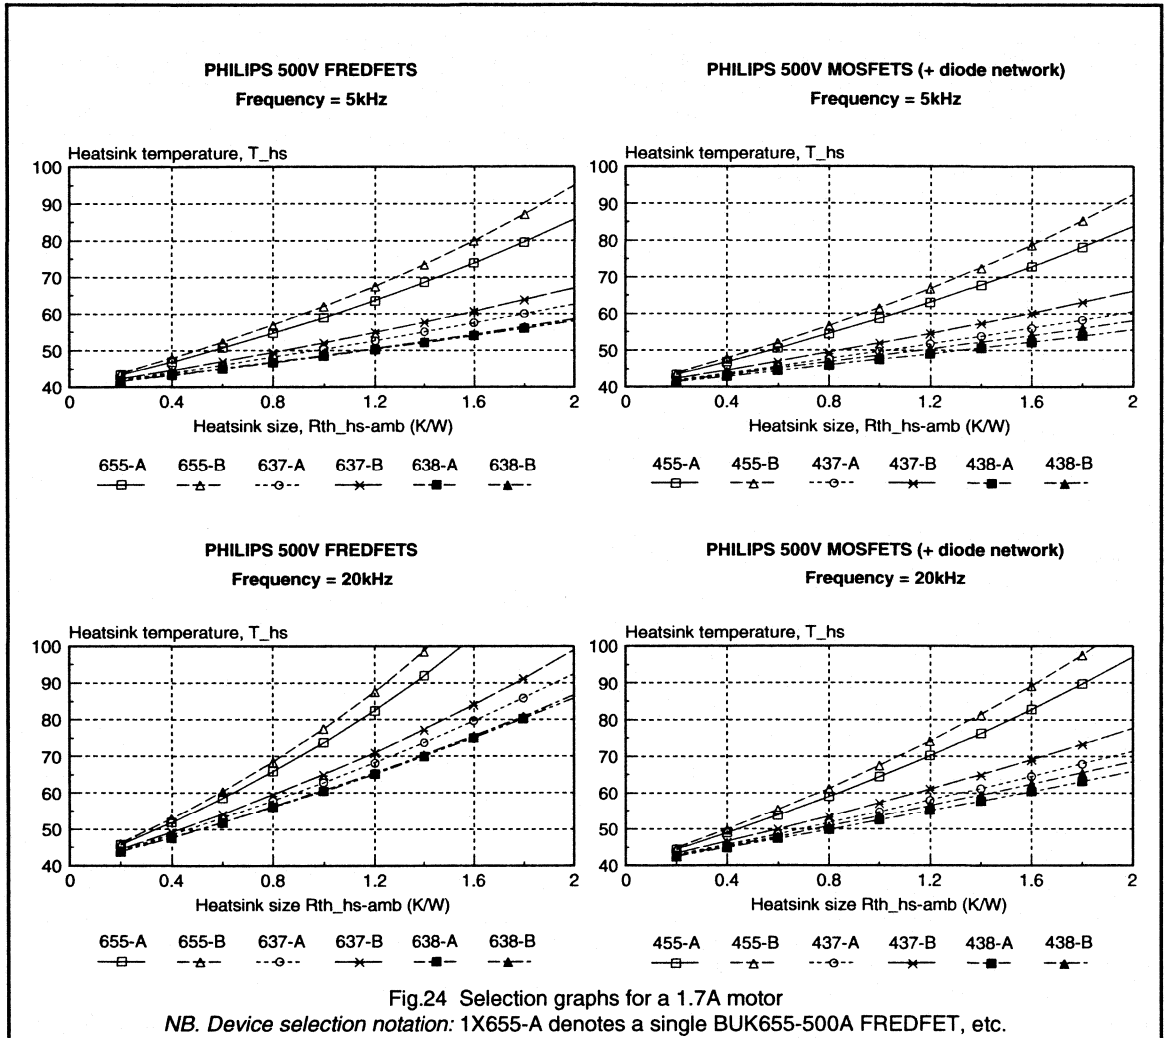 PHILIPS 500V FREDFETS
Frequency = 5kHz
Heatsink temperature, T_hs
100
90
80
70
60
50
40
0 0.4 0.8 1.2 1.6 2
Heatsink size, Rth_hs-amb (K/W)
655-A 655-B 637-A 637-B 638-A 638-B
PHILIPS 500V MOSFETS (+ diode network)
Frequency = 5kHz
Heatsink temperature, T_hs
100
90
80
70
60
50
40
0 0.4 0.8 1.2 1.6 2
Heatsink size, Rth_hs-amb (K/W)
455-A 455-B 437-A 437-B 438-A 438-B
PHILIPS 500V FREDFETS
Frequency = 20kHz
Heatsink temperature, T_hs
100
90
80
70
60
50
40
0 0.4 0.8 1.2 1.6 2
Heatsink size Rth_hs-amb (K/W)
655-A 655-B 637-A 637-B 638-A 638-B
PHILIPS 500V MOSFETS (+ diode network)
Frequency = 20kHz
Heatsink temperature, T_hs
100
90
80
70
60
50
40
0 0.4 0.8 1.2 1.6 2
Heatsink size Rth_hs-amb (K/W)
455-A 455-B 437-A 437-B 438-A 438-B
Fig.24 Selection graphs for a 1.7A motor
NB. Device selection notation: 1X655-A denotes a single BUK655-500A FREDFET, etc.